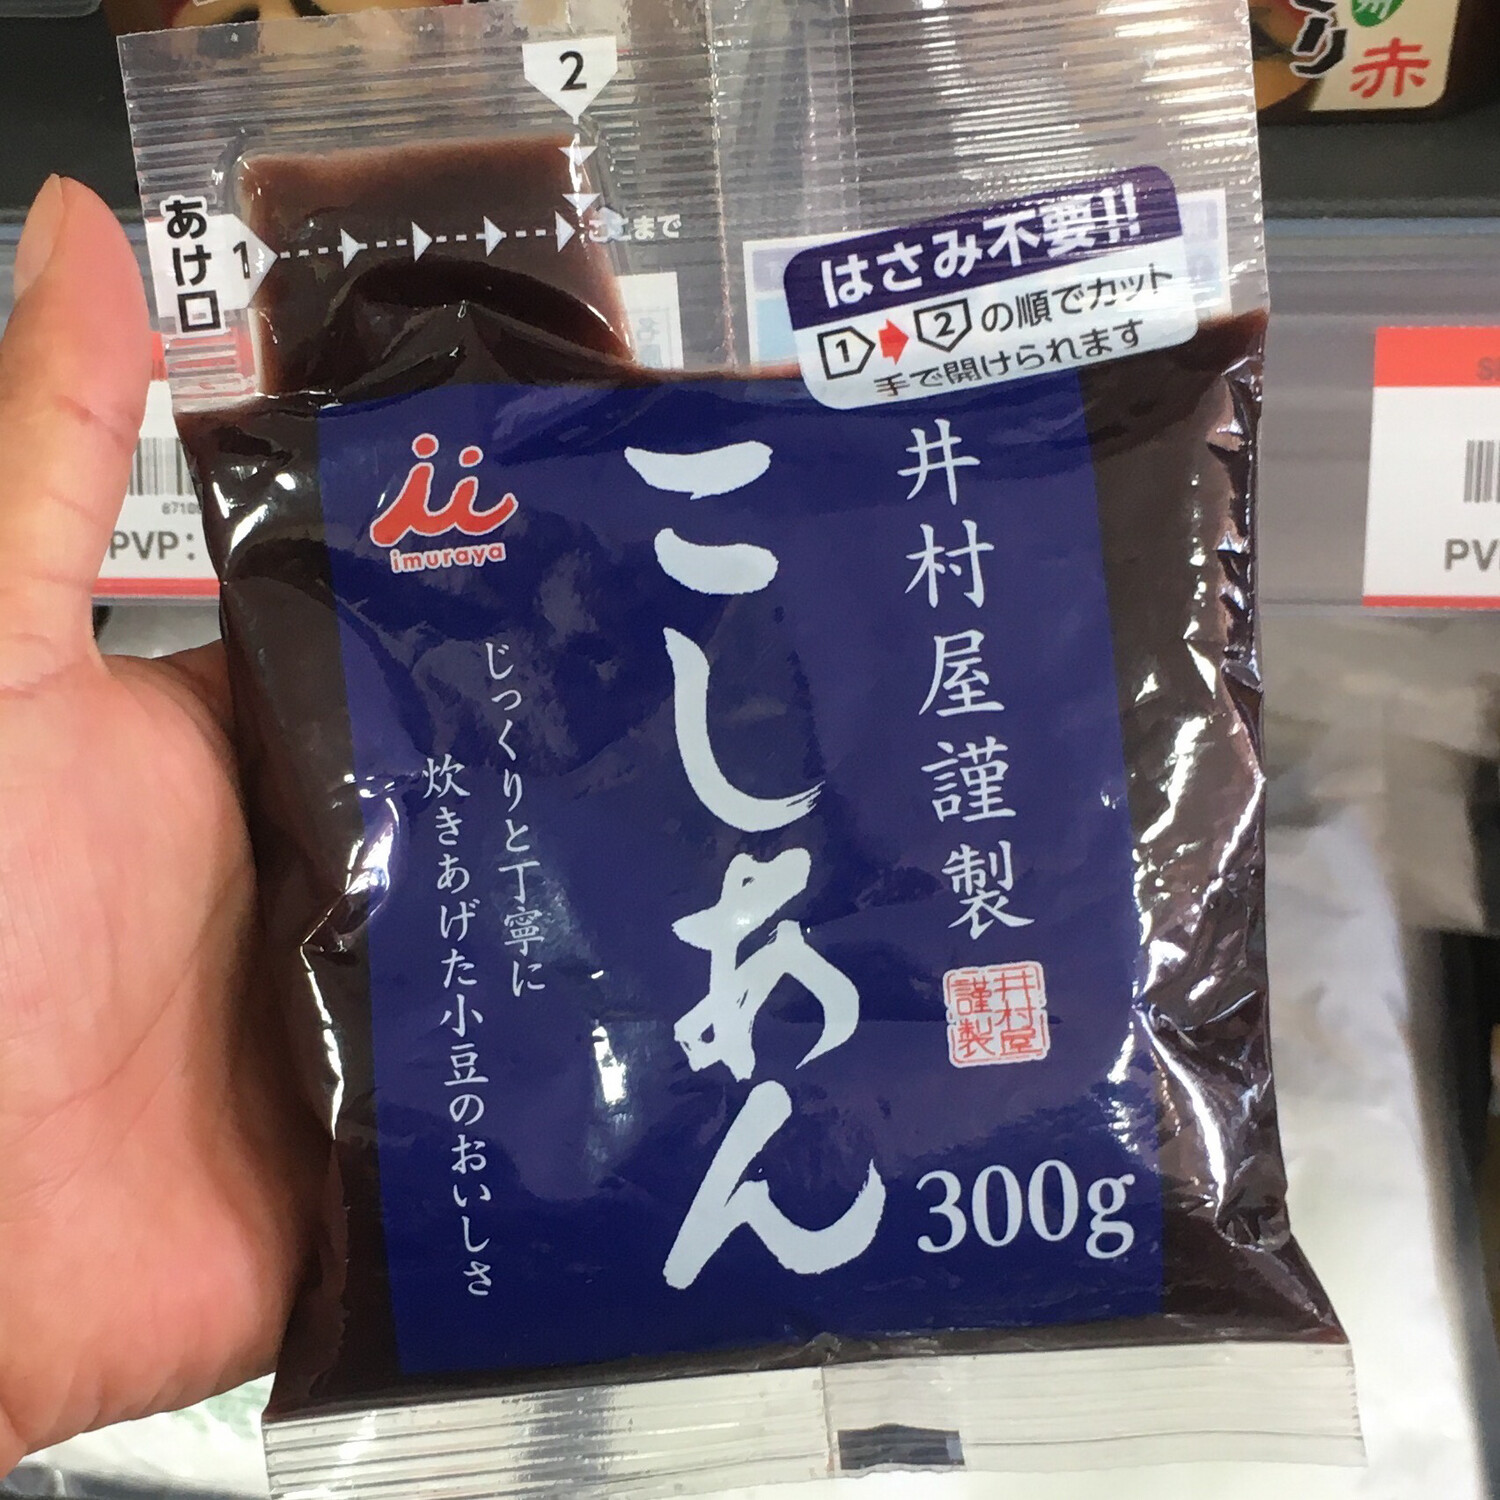 2
あけ口
1
ここまで
はさみ不要!!
1 2 の順でカット
手で開けられます
imuraya
井村屋謹製
こしあん
じっくりと丁寧に
炊きあげた小豆のおいしさ
井村屋
謹製
300g
PVP:
赤